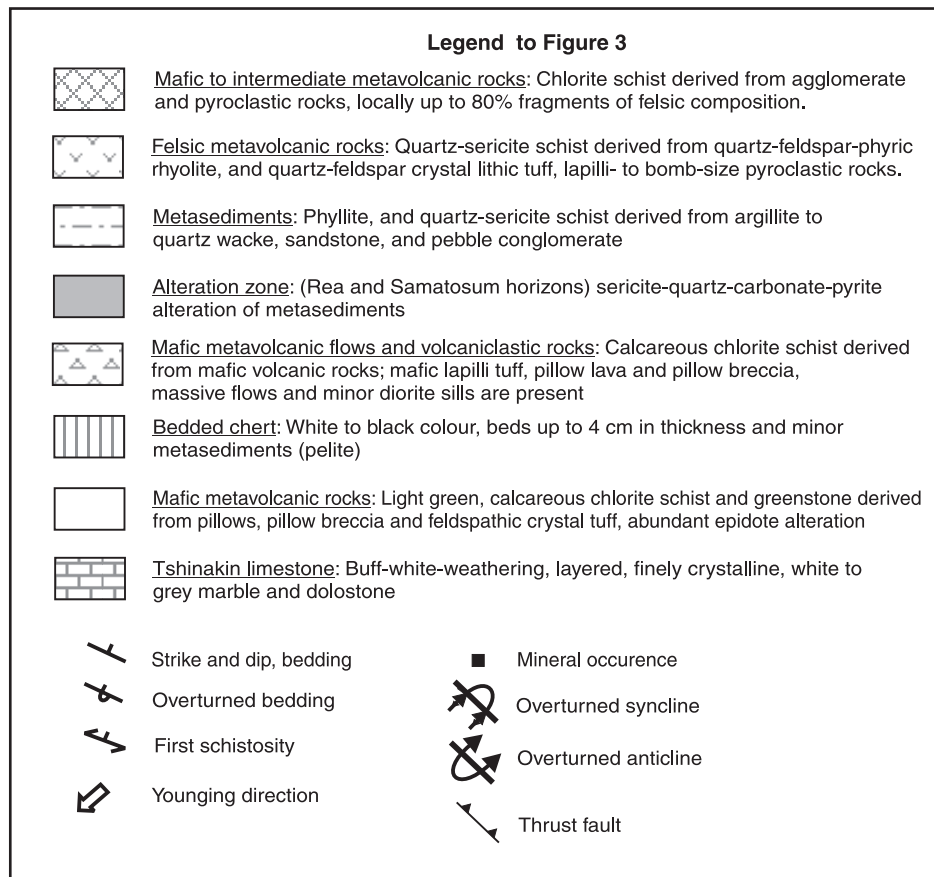 Legend to Figure 3
Mafic to intermediate metavolcanic rocks: Chlorite schist derived from agglomerate
and pyroclastic rocks, locally up to 80% fragments of felsic composition.
Felsic metavolcanic rocks: Quartz-sericite schist derived from quartz-feldspar-phyric
rhyolite, and quartz-feldspar crystal lithic tuff, lapilli- to bomb-size pyroclastic rocks.
Metasediments: Phyllite, and quartz-sericite schist derived from argillite to
quartz wacke, sandstone, and pebble conglomerate
Alteration zone: (Rea and Samatosum horizons) sericite-quartz-carbonate-pyrite
alteration of metasediments
Mafic metavolcanic flows and volcaniclastic rocks: Calcareous chlorite schist derived
from mafic volcanic rocks; mafic lapilli tuff, pillow lava and pillow breccia,
massive flows and minor diorite sills are present
Bedded chert: White to black colour, beds up to 4 cm in thickness and minor
metasediments (pelite)
Mafic metavolcanic rocks: Light green, calcareous chlorite schist and greenstone derived
from pillows, pillow breccia and feldspathic crystal tuff, abundant epidote alteration
Tshinakin limestone: Buff-white-weathering, layered, finely crystalline, white to
grey marble and dolostone
Strike and dip, bedding
Overturned bedding
First schistosity
Younging direction
Mineral occurence
Overturned syncline
Overturned anticline
Thrust fault